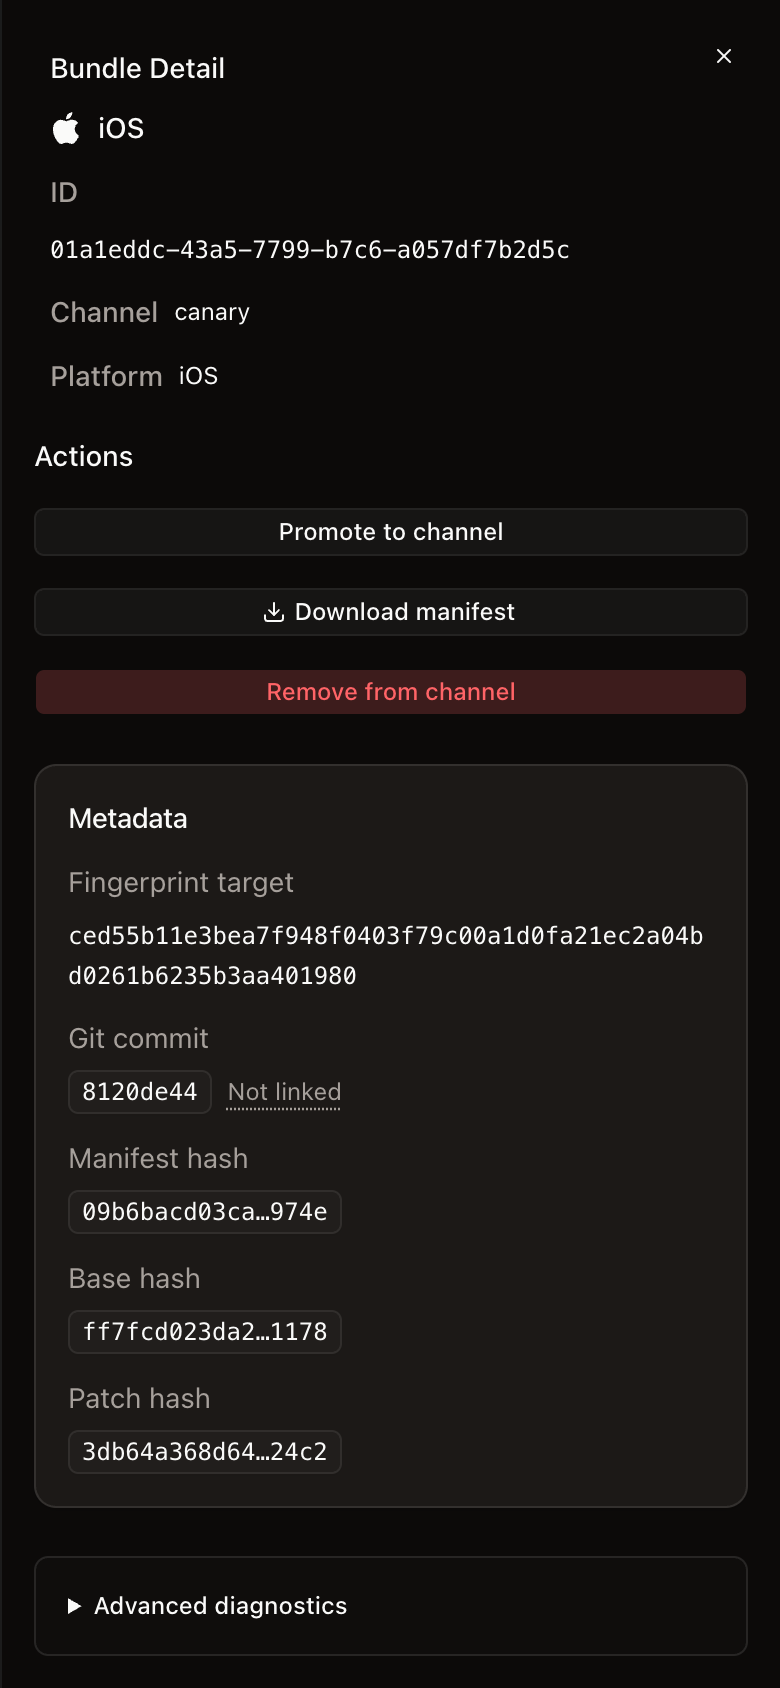 Bundle Detail
iOS
ID
01a1eddc-43a5-7799-b7c6-a057df7b2d5c
Channel canary
Platform iOS
Actions
Promote to channel
Download manifest
Remove from channel
Metadata
Fingerprint target
ced55b11e3bea7f948f0403f79c00a1d0fa21ec2a04b
d0261b6235b3aa401980
Git commit
8120de44 Not linked
Manifest hash
09b6bacd03ca…974e
Base hash
ff7fcd023da2…1178
Patch hash
3db64a368d64…24c2
Advanced diagnostics